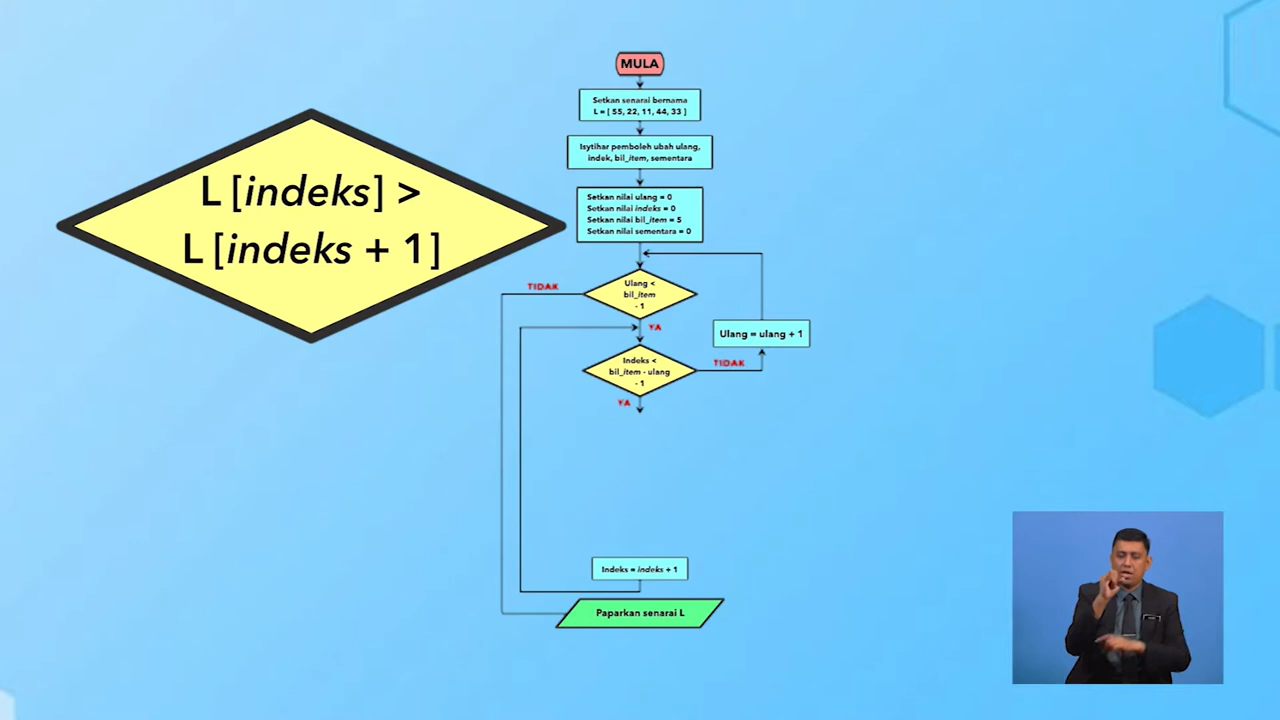 MULA
Setkan senarai bernama
L = [ 55, 22, 11, 44, 33 ]
Isytihar pemboleh ubah ulang,
indek, bil_item, sementara
Setkan nilai ulang = 0
Setkan nilai indeks = 0
Setkan nilai bil_item = 5
Setkan nilai sementara = 0
L [indeks] >
L [indeks + 1]
TIDAK
Ulang <
bil_item
- 1
YA
Ulang = ulang + 1
Indeks <
bil_item - ulang
- 1
TIDAK
YA
Indeks = indeks + 1
Paparkan senarai L